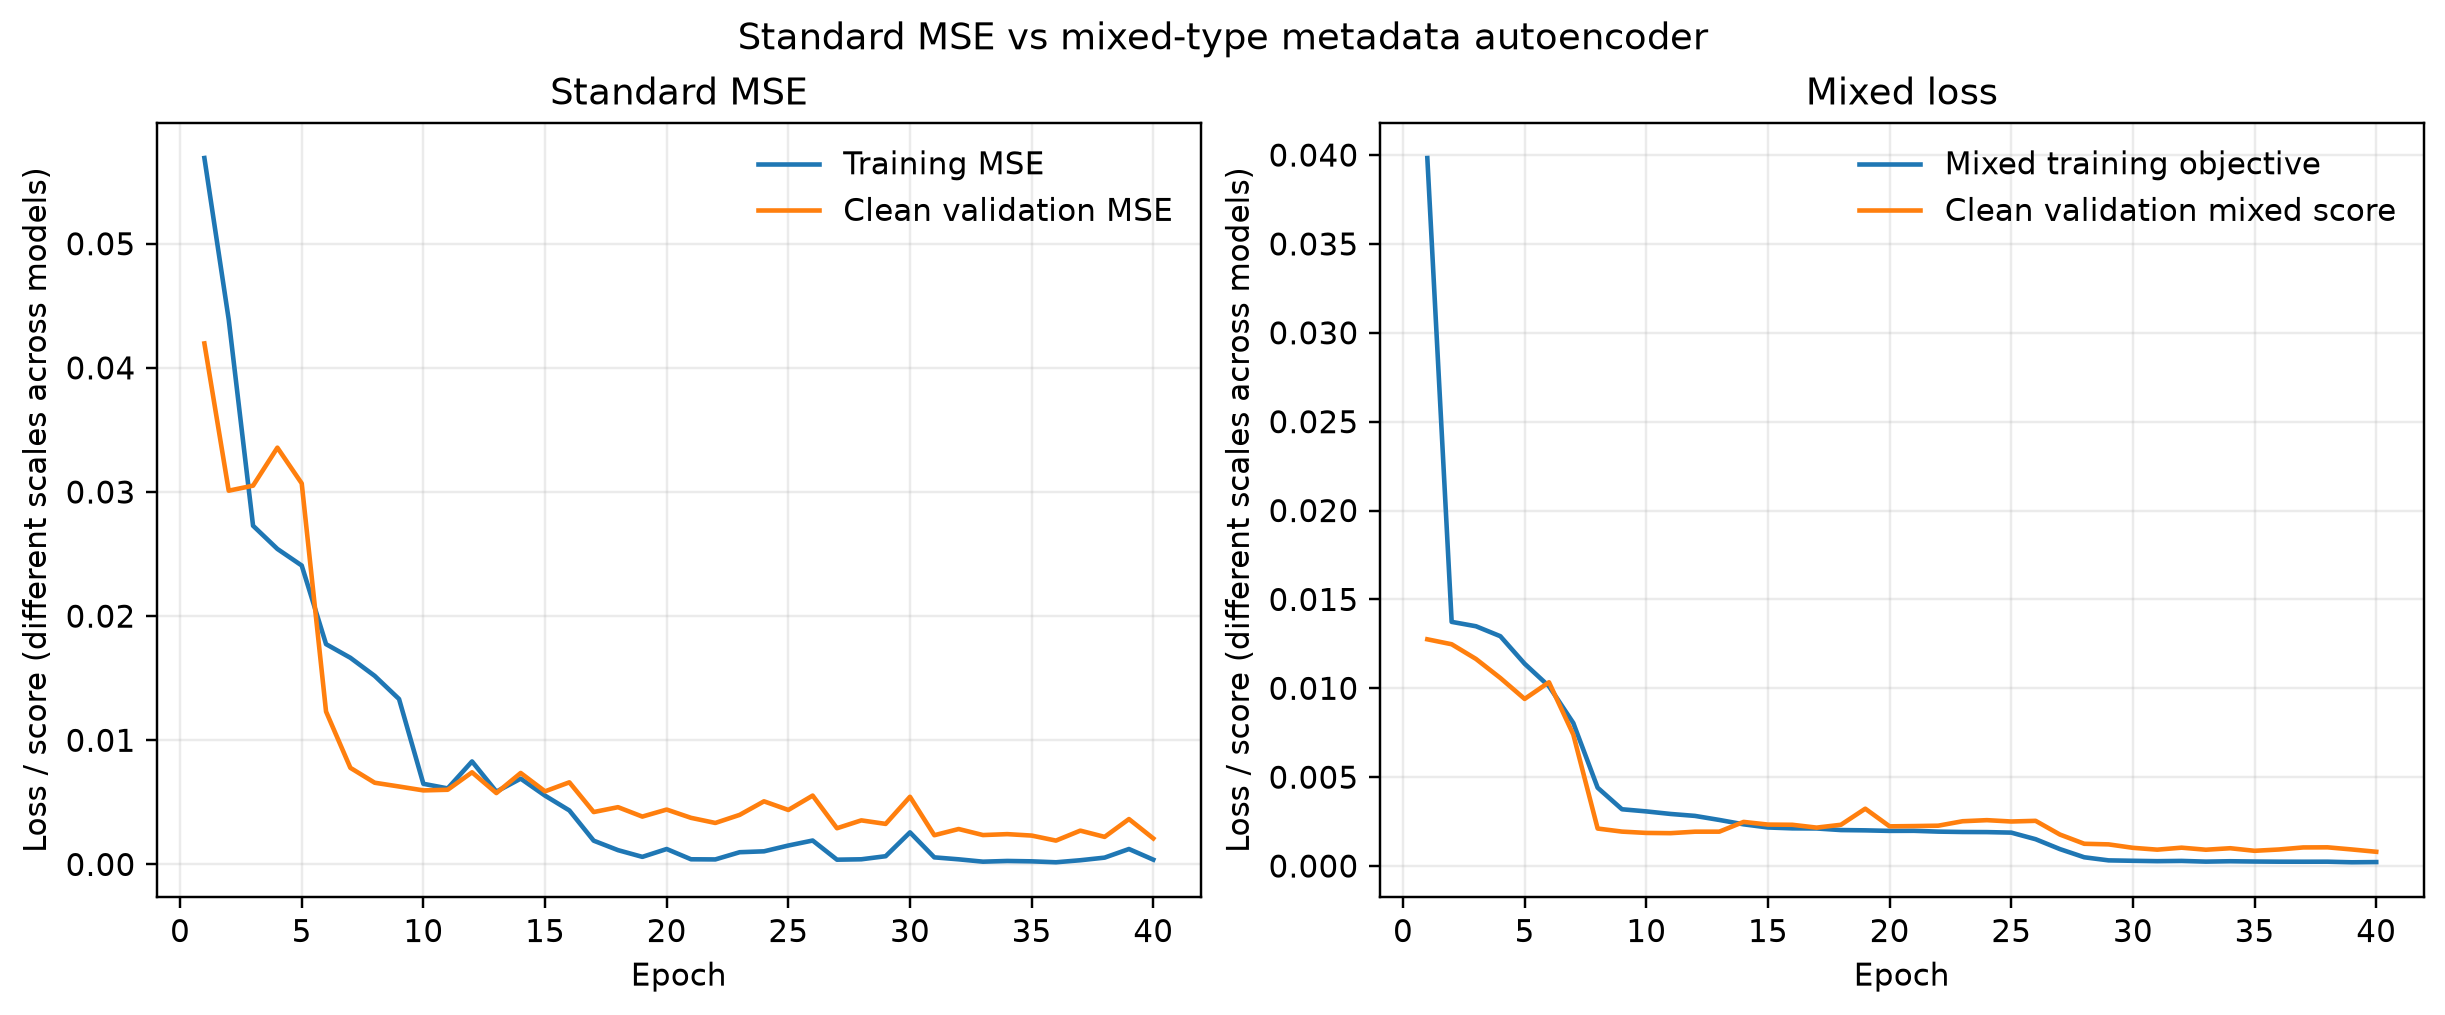 Standard MSE vs mixed-type metadata autoencoder
Standard MSE
Loss / score (different scales across models)
0.05
0.04
0.03
0.02
0.01
0.00
Training MSE
Clean validation MSE
0 5 10 15 20 25 30 35 40
Epoch
Mixed loss
Loss / score (different scales across models)
0.040
0.035
0.030
0.025
0.020
0.015
0.010
0.005
0.000
Mixed training objective
Clean validation mixed score
0 5 10 15 20 25 30 35 40
Epoch